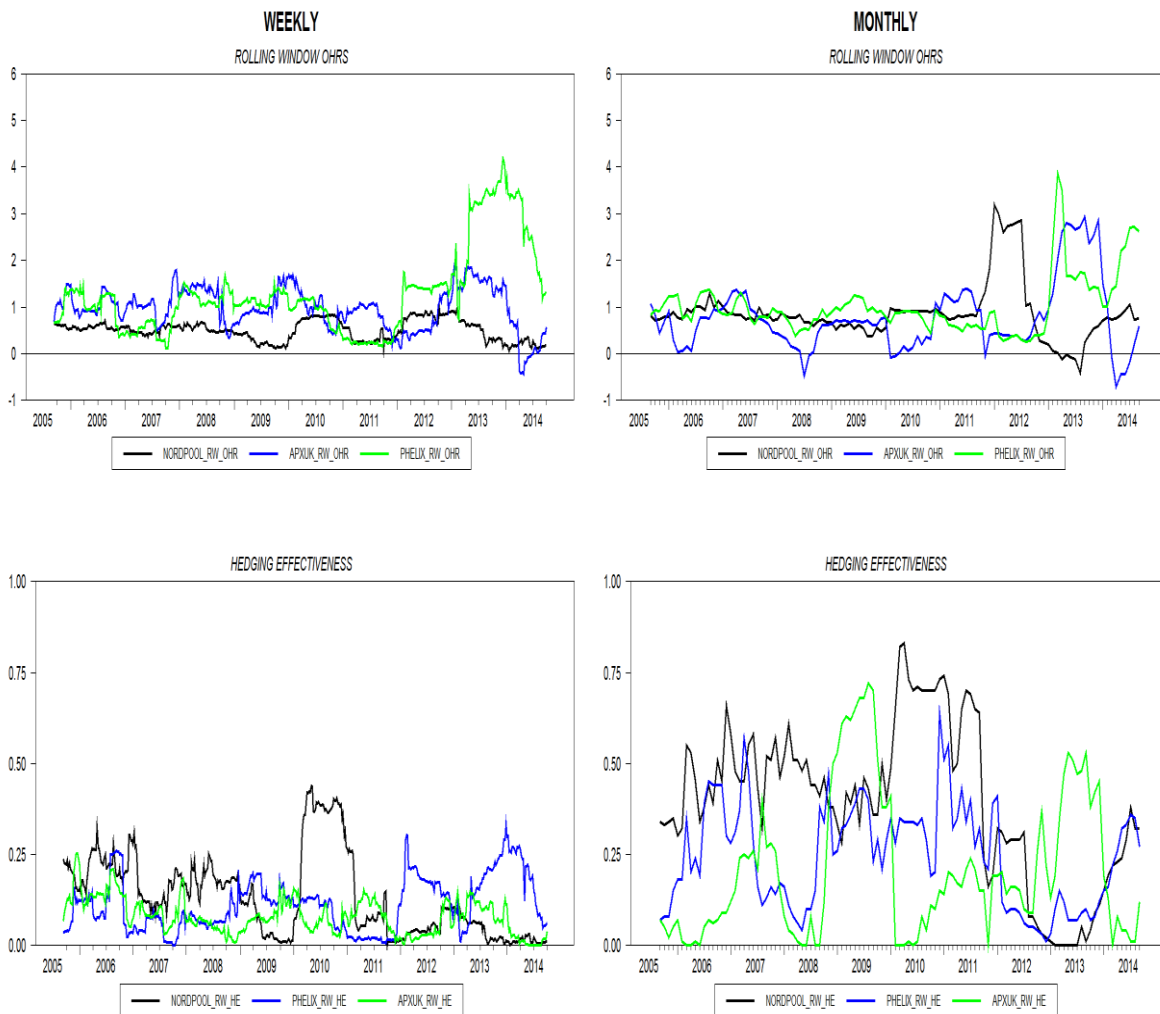 WEEKLY
ROLLING WINDOW OHRS
6
5
4
3
2
1
0
-1
2005 2006 2007 2008 2009 2010 2011 2012 2013 2014
NORDPOOL_RW_OHR APXUK_RW_OHR PHELIX_RW_OHR
MONTHLY
ROLLING WINDOW OHRS
6
5
4
3
2
1
0
-1
2005 2006 2007 2008 2009 2010 2011 2012 2013 2014
NORDPOOL_RW_OHR APXUK_RW_OHR PHELIX_RW_OHR
HEDGING EFFECTIVENESS
1.00
0.75
0.50
0.25
0.00
2005 2006 2007 2008 2009 2010 2011 2012 2013 2014
NORDPOOL_RW_HE PHELIX_RW_HE APXUK_RW_HE
HEDGING EFFECTIVENESS
1.00
0.75
0.50
0.25
0.00
2005 2006 2007 2008 2009 2010 2011 2012 2013 2014
NORDPOOL_RW_HE PHELIX_RW_HE APXUK_RW_HE